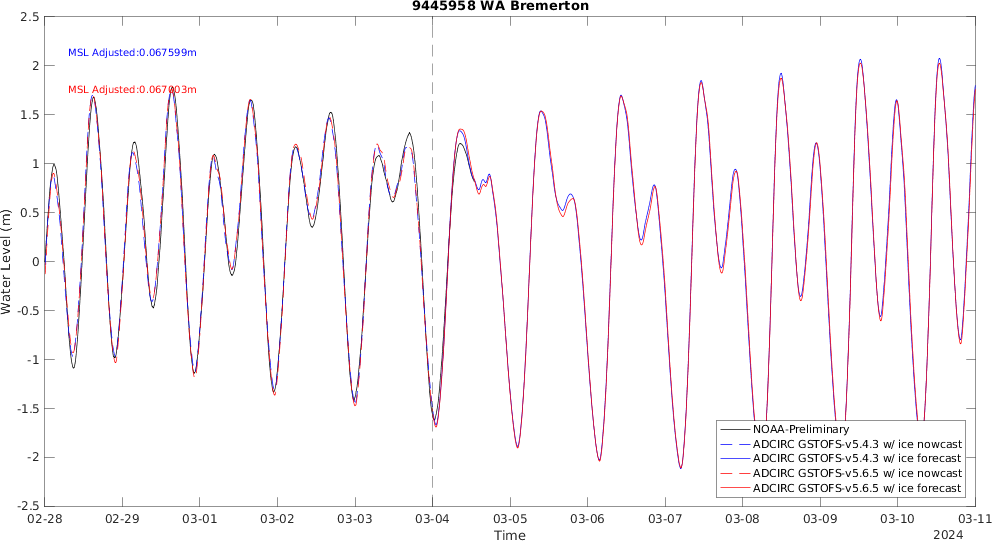 9445958 WA Bremerton
2.5
2
1.5
1
0.5
0
-0.5
-1
-1.5
-2
-2.5
Water Level (m)
MSL Adjusted:0.067599m
MSL Adjusted:0.067003m
NOAA-Preliminary
ADCIRC GSTOFS-v5.4.3 w/ ice nowcast
ADCIRC GSTOFS-v5.4.3 w/ ice forecast
ADCIRC GSTOFS-v5.6.5 w/ ice nowcast
ADCIRC GSTOFS-v5.6.5 w/ ice forecast
02-28 02-29 03-01 03-02 03-03 03-04 03-05 03-06 03-07 03-08 03-09 03-10 03-11
Time
2024